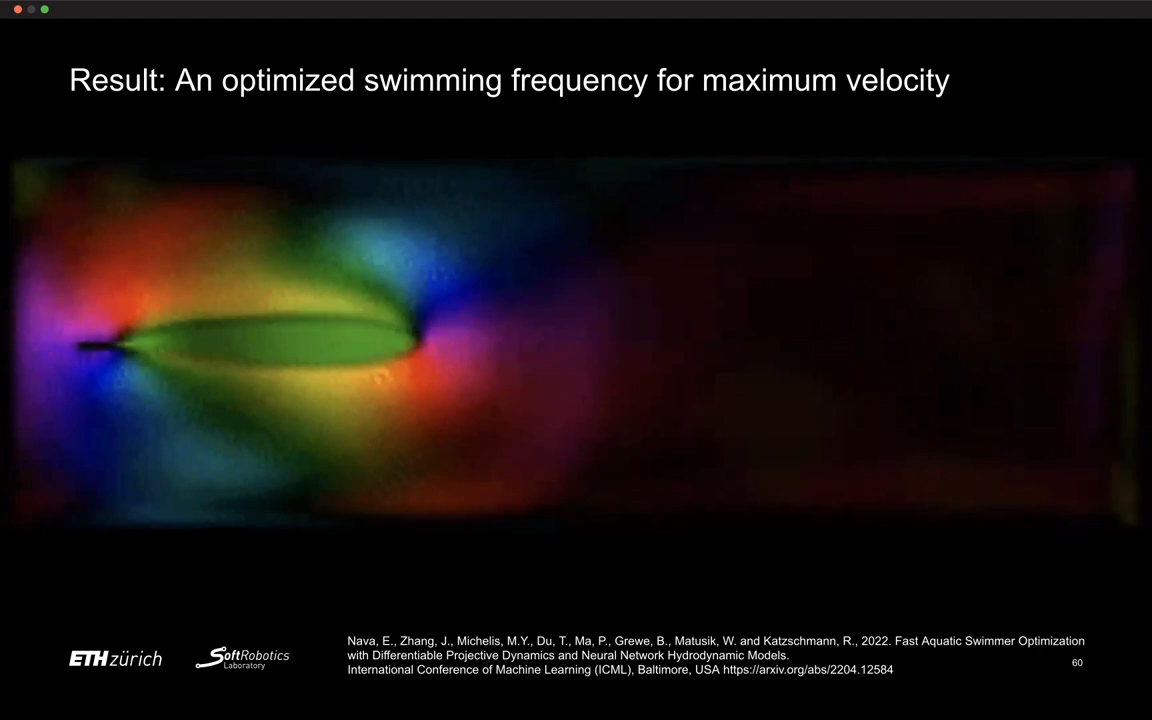 Result: An optimized swimming frequency for maximum velocity
ETH zürich
SoftRobotics
Laboratory
Nava, E., Zhang, J., Michelis, M.Y., Du, T., Ma, P., Grewe, B., Matusik, W. and Katzschmann, R., 2022. Fast Aquatic Swimmer Optimization
with Differentiable Projective Dynamics and Neural Network Hydrodynamic Models.
International Conference of Machine Learning (ICML), Baltimore, USA https://arxiv.org/abs/2204.12584
60